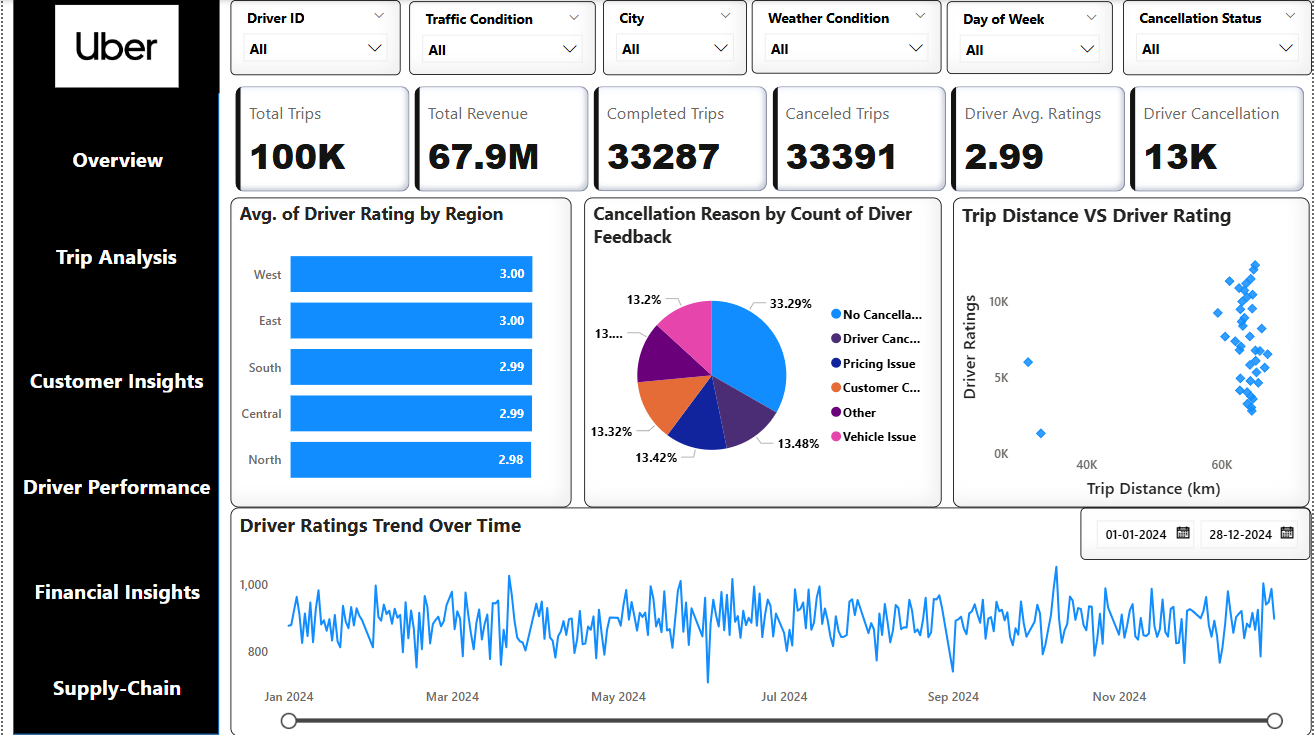 Uber
Overview
Trip Analysis
Customer Insights
Driver Performance
Financial Insights
Supply-Chain
Driver ID
All
Traffic Condition
All
City
All
Weather Condition
All
Day of Week
All
Cancellation Status
All
Total Trips
100K
Total Revenue
67.9M
Completed Trips
33287
Canceled Trips
33391
Driver Avg. Ratings
2.99
Driver Cancellation
13K
Avg. of Driver Rating by Region
West 3.00
East 3.00
South 2.99
Central 2.99
North 2.98
Cancellation Reason by Count of Diver
Feedback
13.2%
33.29%
13....
13.32%
13.42%
13.48%
No Cancella...
Driver Canc...
Pricing Issue
Customer C...
Other
Vehicle Issue
Trip Distance VS Driver Rating
Driver Ratings
10K
5K
0K
40K 60K
Trip Distance (km)
Driver Ratings Trend Over Time
01-01-2024 28-12-2024
1,000
800
Jan 2024 Mar 2024 May 2024 Jul 2024 Sep 2024 Nov 2024